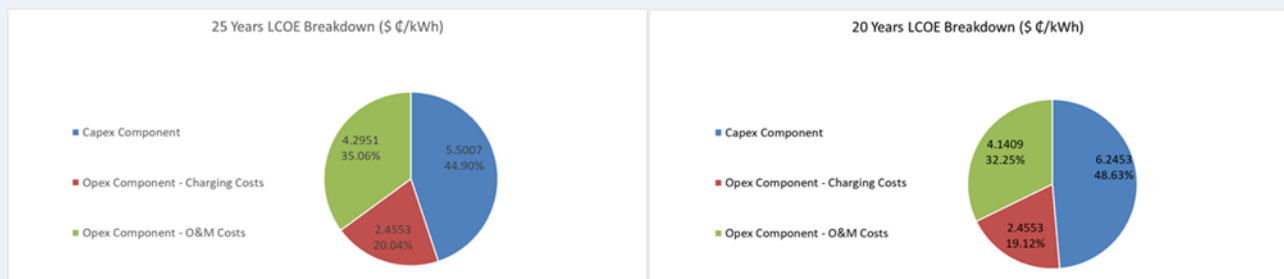 25 Years LCOE Breakdown ($ ₵/kWh)
Capex Component
Opex Component - Charging Costs
Opex Component - O&M Costs
4.2951
35.06%
5.5007
44.90%
2.4553
20.04%
20 Years LCOE Breakdown ($ ₵/kWh)
Capex Component
Opex Component - Charging Costs
Opex Component - O&M Costs
4.1409
32.25%
6.2453
48.63%
2.4553
19.12%